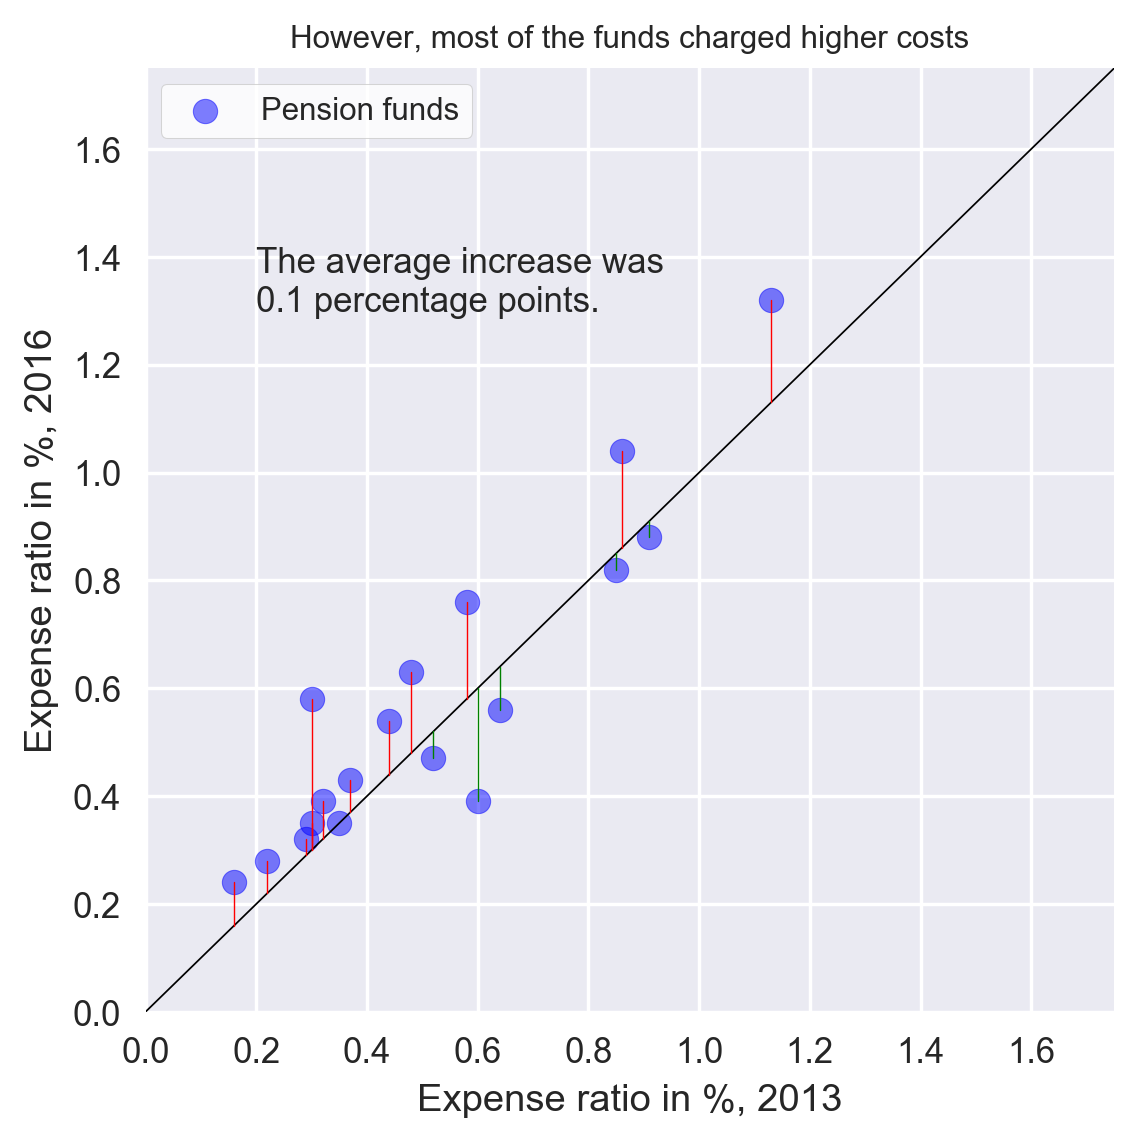 However, most of the funds charged higher costs
Pension funds
The average increase was
0.1 percentage points.
Expense ratio in %, 2016
1.6
1.4
1.2
1.0
0.8
0.6
0.4
0.2
0.0
0.0 0.2 0.4 0.6 0.8 1.0 1.2 1.4 1.6
Expense ratio in %, 2013